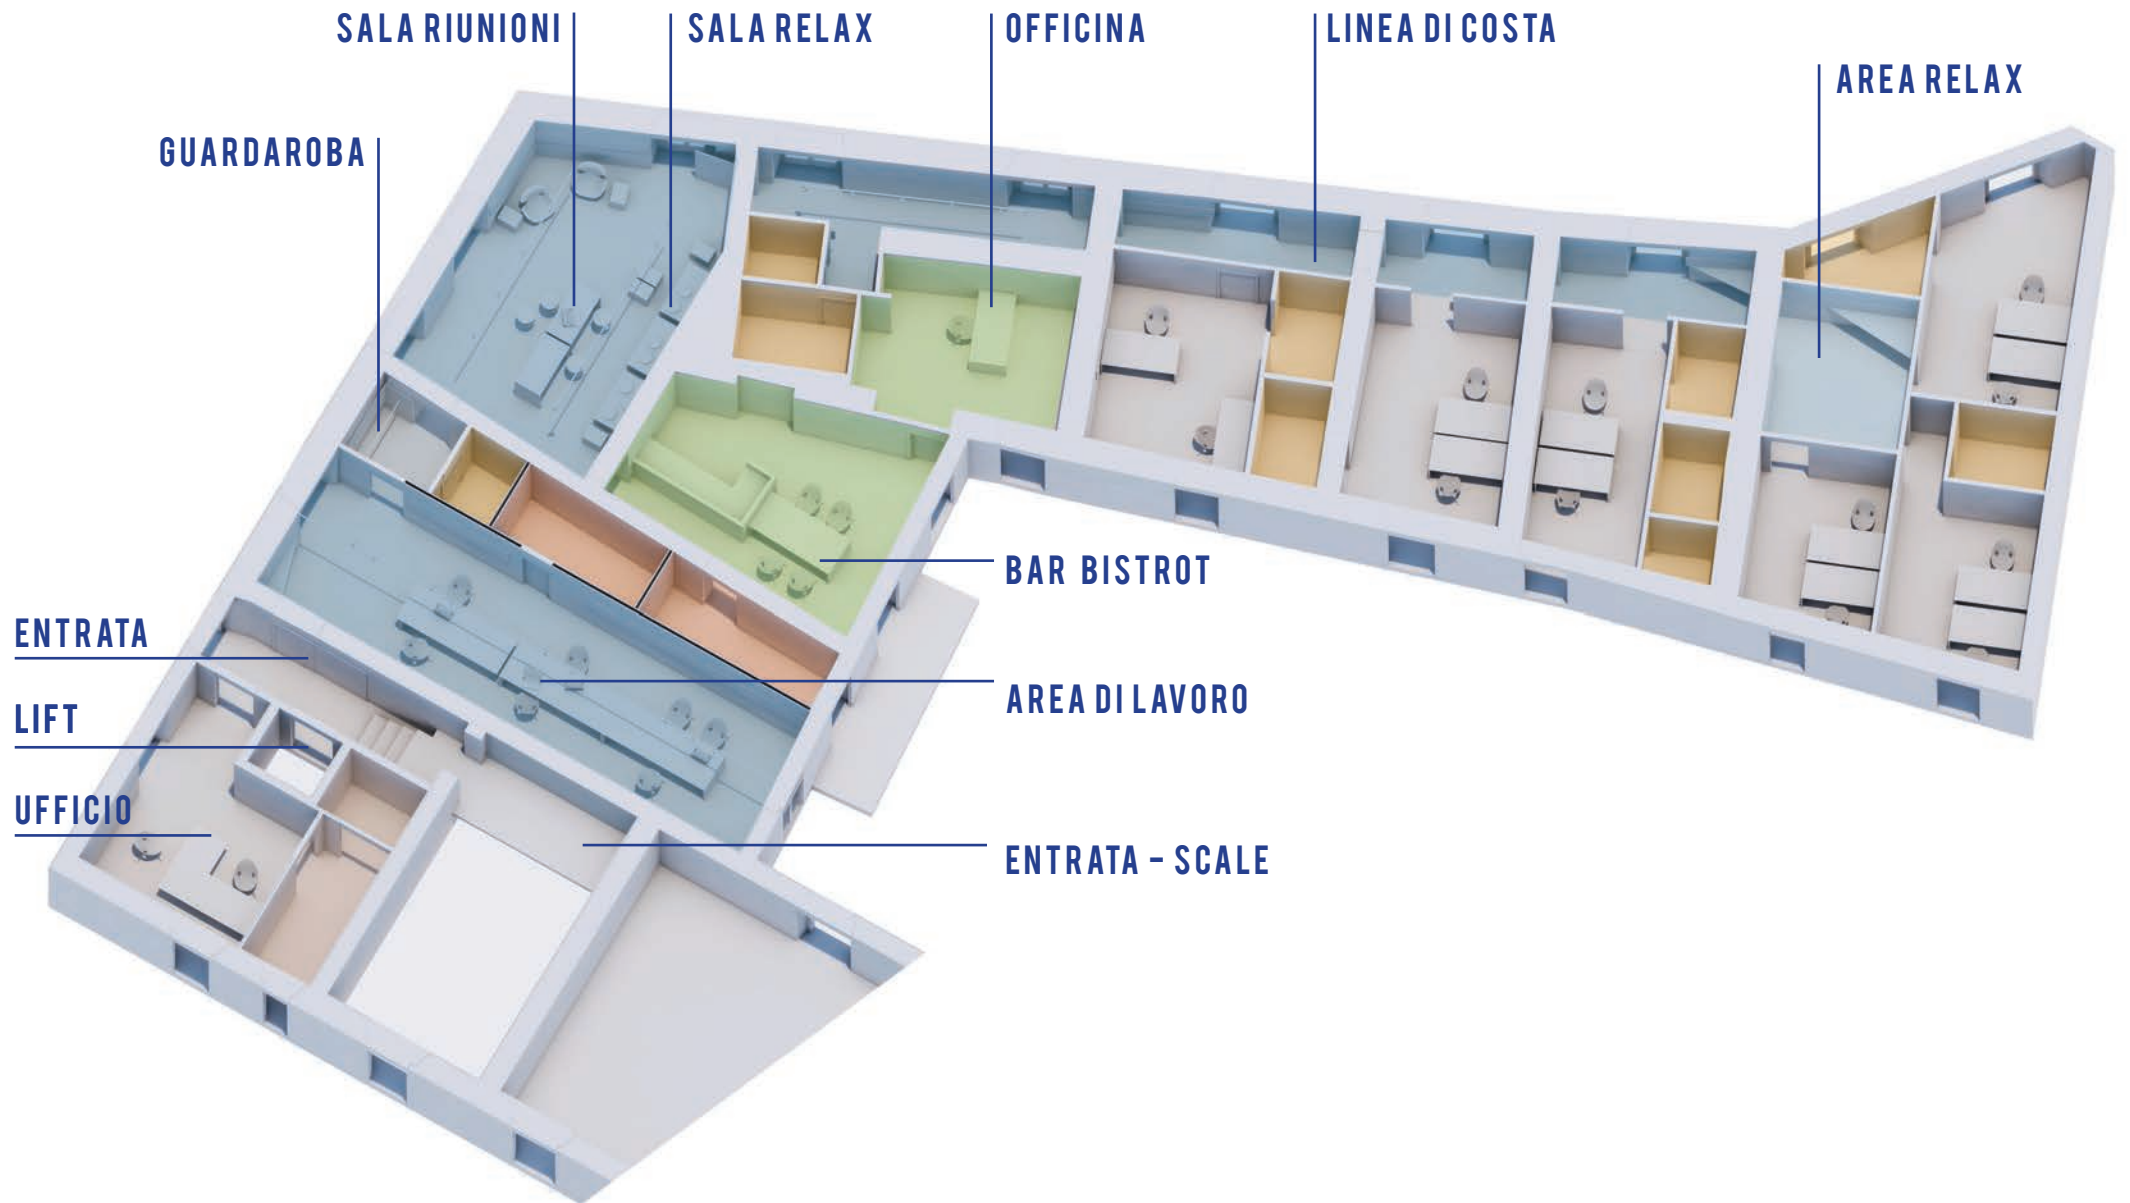 SALA RIUNIONI
SALA RELAX
OFFICINA
LINEA DI COSTA
AREA RELAX
GUARDAROBA
BAR BISTROT
ENTRATA
AREA DI LAVORO
LIFT
UFFICIO
ENTRATA – SCALE